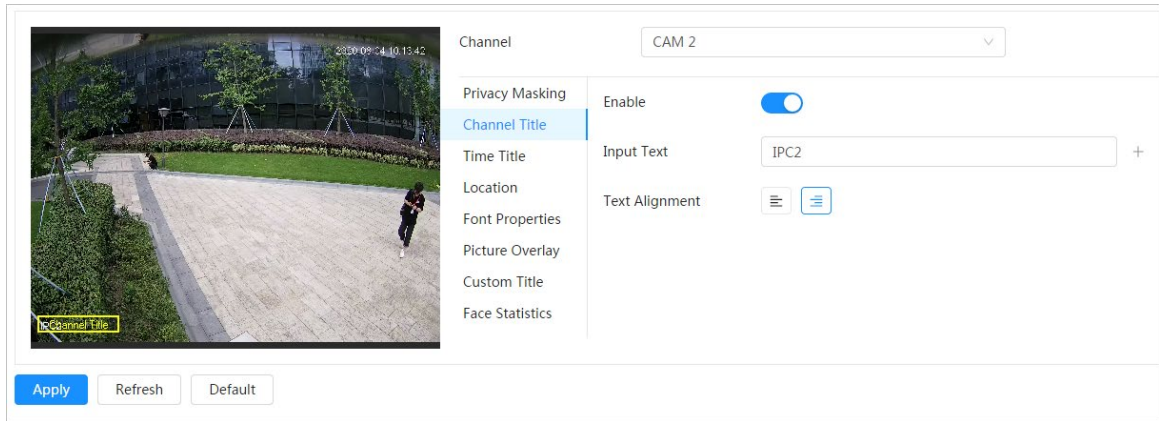 2020-09-04 10:13:42
IPChannel Title
Channel
CAM 2
Privacy Masking
Channel Title
Time Title
Location
Font Properties
Picture Overlay
Custom Title
Face Statistics
Enable
Input Text
IPC2
+
Text Alignment
Apply
Refresh
Default